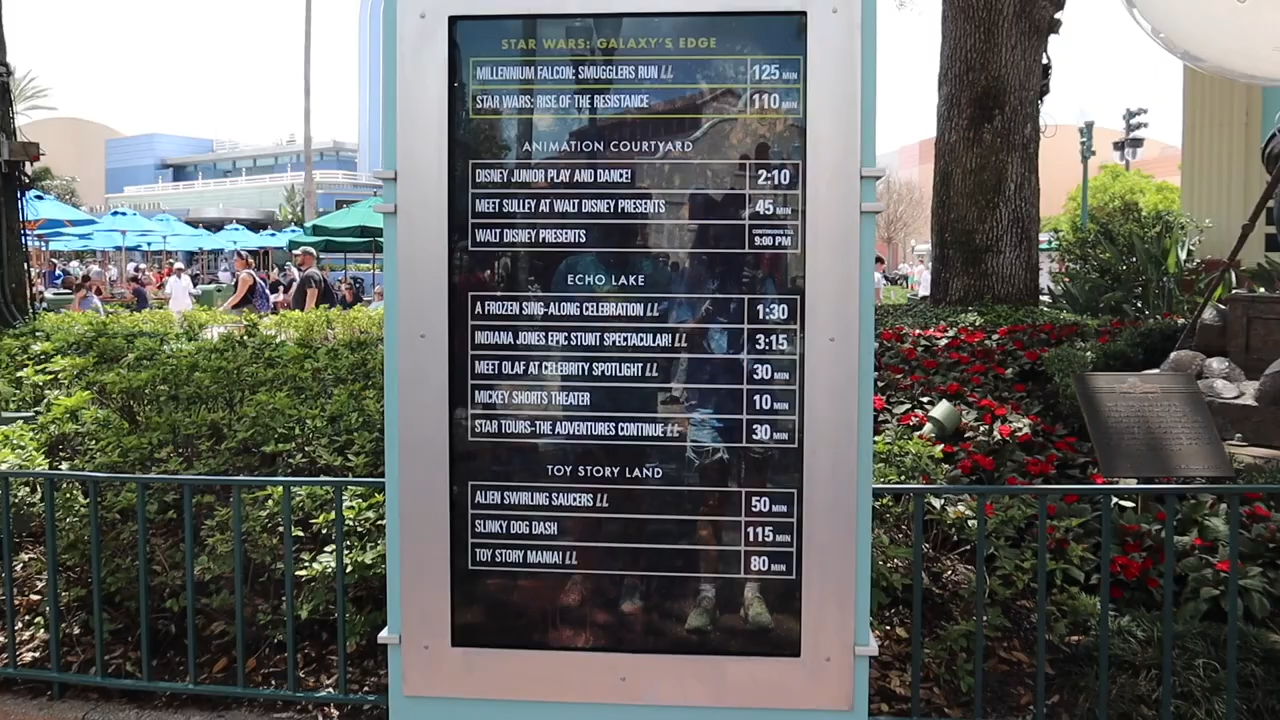 STAR WARS: GALAXY'S EDGE
MILLENNIUM FALCON: SMUGGLERS RUN LL 125 MIN
STAR WARS: RISE OF THE RESISTANCE 110 MIN
ANIMATION COURTYARD
DISNEY JUNIOR PLAY AND DANCE! 2:10
MEET SULLEY AT WALT DISNEY PRESENTS 45 MIN
WALT DISNEY PRESENTS CONTINUOUS TILL 9:00 PM
ECHO LAKE
A FROZEN SING-ALONG CELEBRATION LL 1:30
INDIANA JONES EPIC STUNT SPECTACULAR! LL 3:15
MEET OLAF AT CELEBRITY SPOTLIGHT LL 30 MIN
MICKEY SHORTS THEATER 10 MIN
STAR TOURS-THE ADVENTURES CONTINUE LL 30 MIN
TOY STORY LAND
ALIEN SWIRLING SAUCERS LL 50 MIN
SLINKY DOG DASH 115 MIN
TOY STORY MANIA! LL 80 MIN